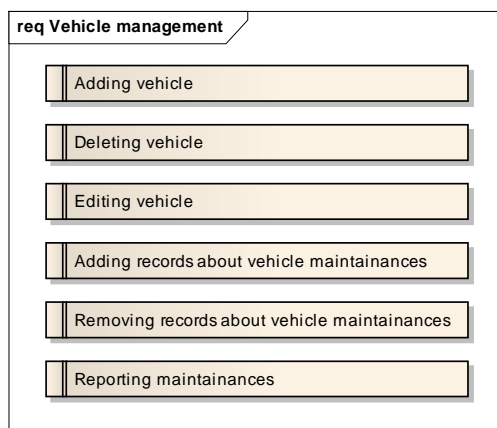 req Vehicle management
Adding vehicle
Deleting vehicle
Editing vehicle
Adding records about vehicle maintainances
Removing records about vehicle maintainances
Reporting maintainances